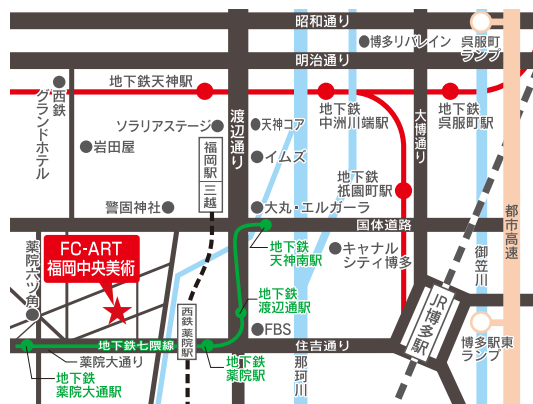 昭和通り
呉服町
ランプ
博多リバレイン
明治通り
地下鉄天神駅
西鉄
グランドホテル
渡辺通り
地下鉄
中洲川端駅
地下鉄
呉服町駅
大博通り
ソラリアステージ
天神コア
岩田屋
福岡駅
三越
イムズ
地下鉄
祇園町駅
警固神社
大丸・エルガーラ
国体道路
都市高速
薬院六ツ角
FC-ART
福岡中央美術
地下鉄
天神南駅
キャナル
シティ博多
御笠川
地下鉄
渡辺通駅
西鉄薬院駅
FBS
JR博多駅
博多駅東
ランプ
地下鉄七隈線
住吉通り
薬院大通り
地下鉄
薬院駅
那珂川
地下鉄
薬院大通駅